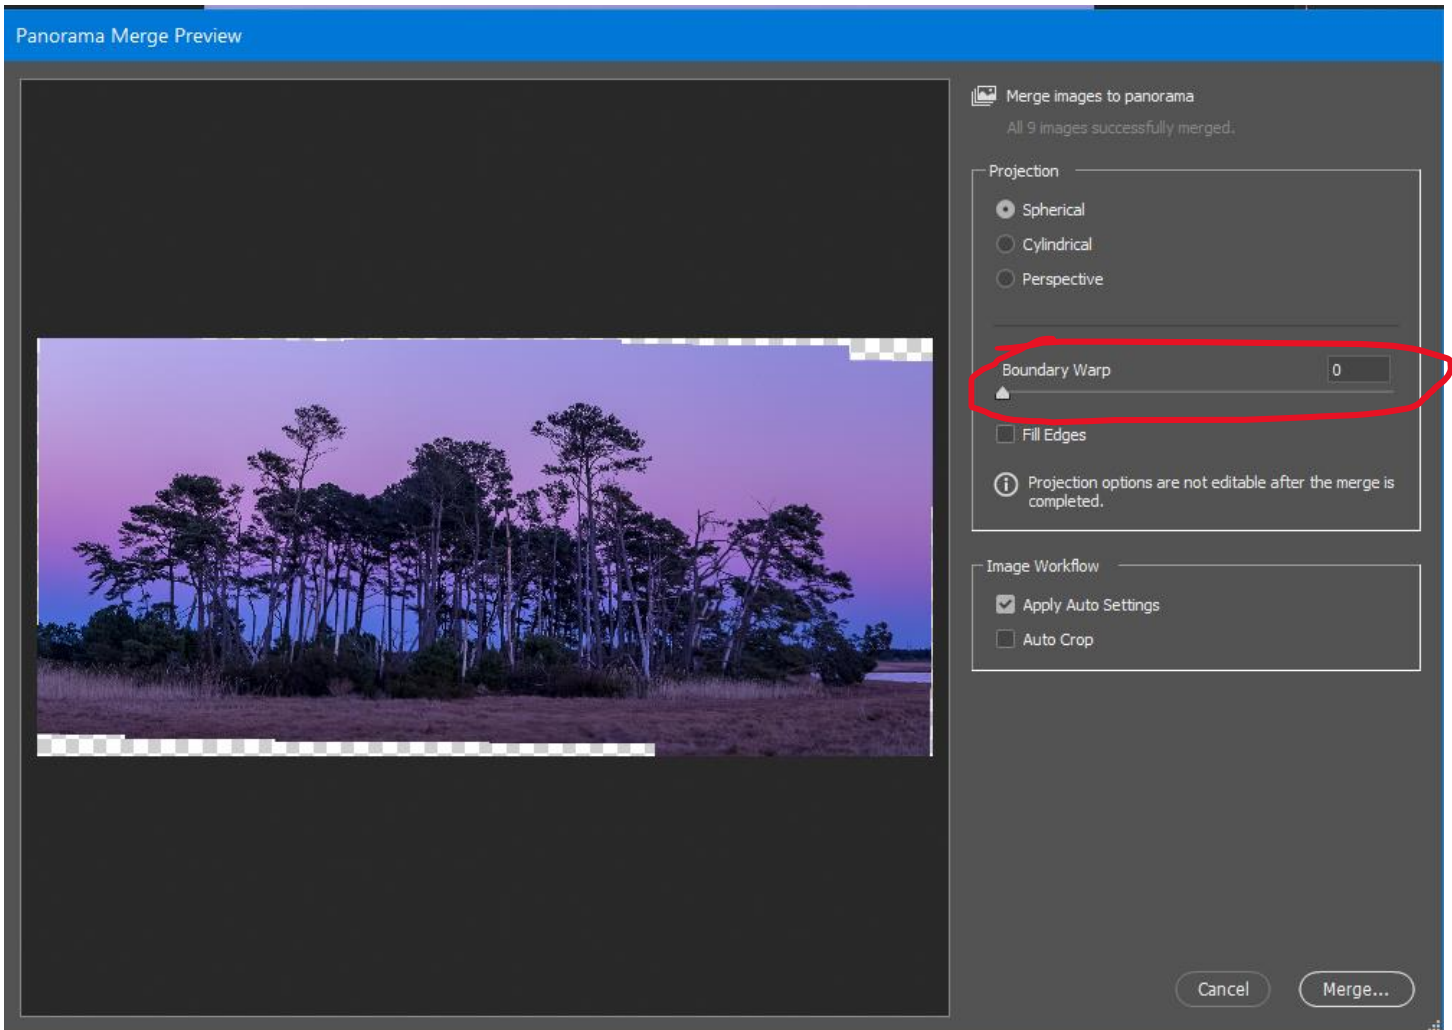 Panorama Merge Preview
Merge images to panorama
All 9 images successfully merged.
Projection
Spherical
Cylindrical
Perspective
Boundary Warp 0
Fill Edges
Projection options are not editable after the merge is
completed.
Image Workflow
Apply Auto Settings
Auto Crop
Cancel Merge...